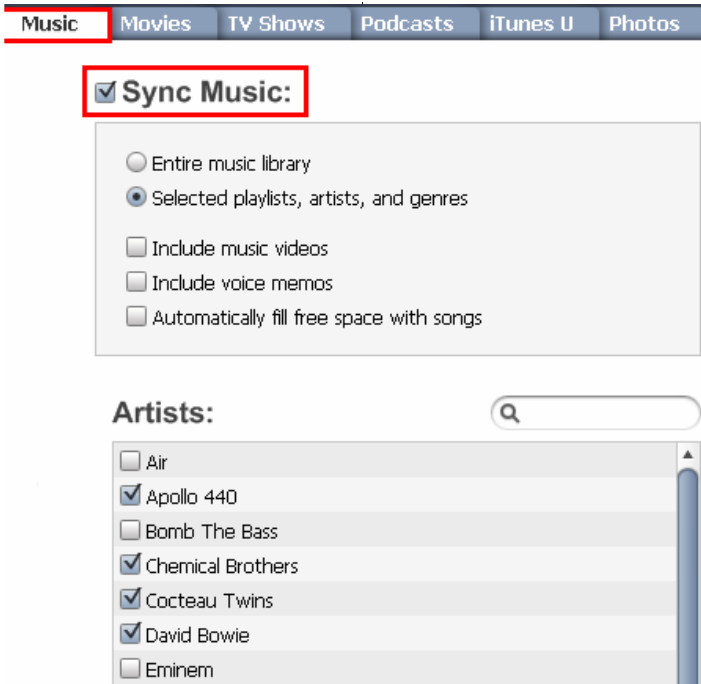 Music Movies TV Shows Podcasts iTunes U Photos
Sync Music:
Entire music library
Selected playlists, artists, and genres
Include music videos
Include voice memos
Automatically fill free space with songs
Artists:
Air
Apollo 440
Bomb The Bass
Chemical Brothers
Cocteau Twins
David Bowie
Eminem